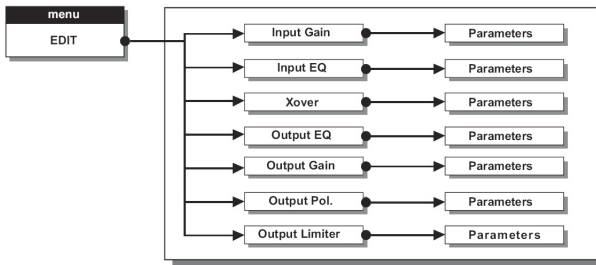 menu
EDIT
Input Gain Parameters
Input EQ Parameters
Xover Parameters
Output EQ Parameters
Output Gain Parameters
Output Pol. Parameters
Output Limiter Parameters